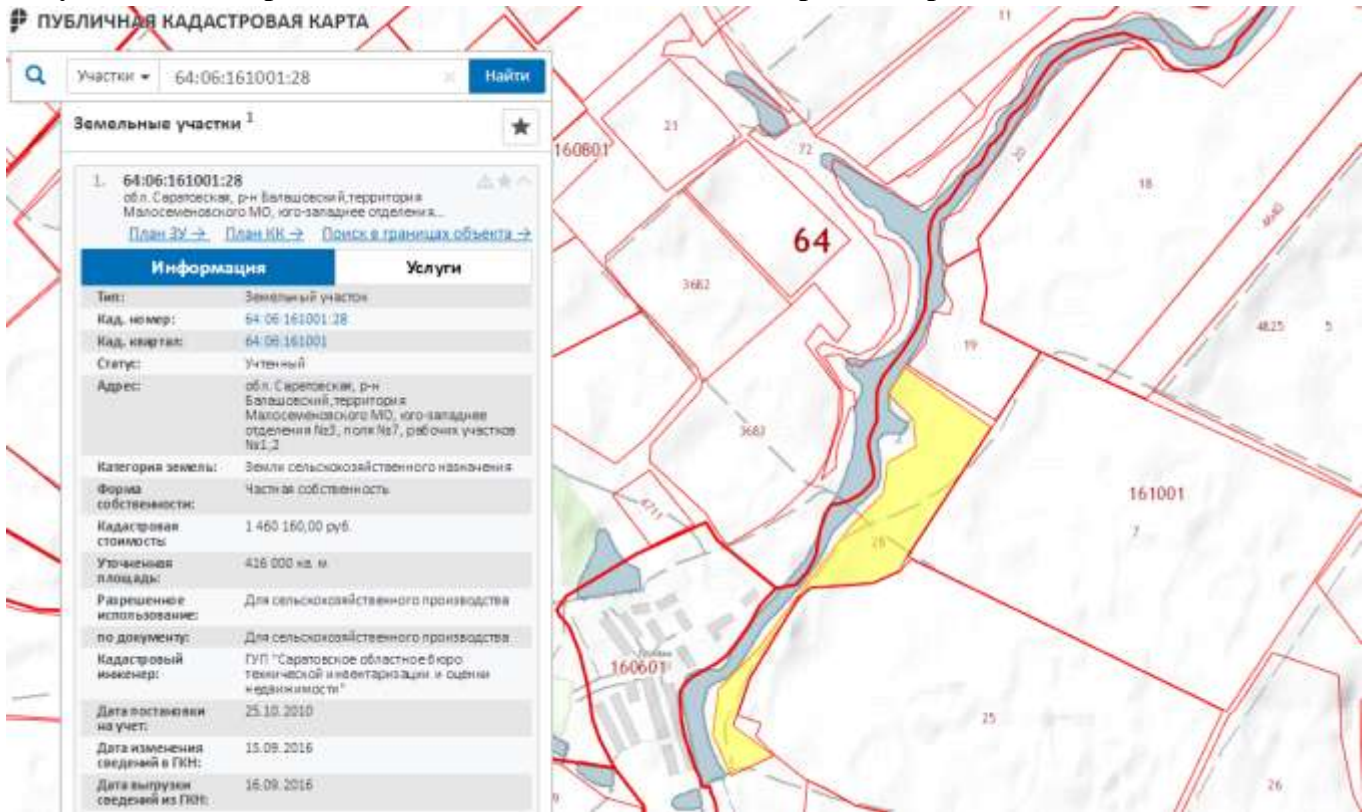 ПУБЛИЧНАЯ КАДАСТРОВАЯ КАРТА
Участки 64:06:161001:28 × Найти
Земельные участки 1
1. 64:06:161001:28
обл. Саратовская, р-н Балашовский,территория
Малосеменовского МО, юго-западнее отделения...
План ЗУ → План КК → Поиск в границах объекта →
Информация Услуги
Тип: Земельный участок
Кад. номер: 64:06:161001:28
Кад. квартал: 64:06:161001
Статус: Учтенный
Адрес: обл. Саратовская, р-н
Балашовский,территория
Малосеменовского МО, юго-западнее
отделения №3, поля №7, рабочих участков
№1,2
Категория земель: Земли сельскохозяйственного назначения
Форма
собственности: Частная собственность
Кадастровая
стоимость: 1 460 160,00 руб.
Уточненная
площадь: 416 000 кв. м
Разрешенное
использование: Для сельскохозяйственного производства
по документу: Для сельскохозяйственного производства
Кадастровый
инженер: ГУП "Саратовское областное бюро
технической инвентаризации и оценки
недвижимости"
Дата постановки
на учет: 25.10.2010
Дата изменения
сведений в ГКН: 15.09.2016
Дата выгрузки
сведений из ГКН: 16.09.2016
11
21
160801
72
20
18
4640
64
3682
19
4825
5
3683
161001
7
4711
28
160601
25
26